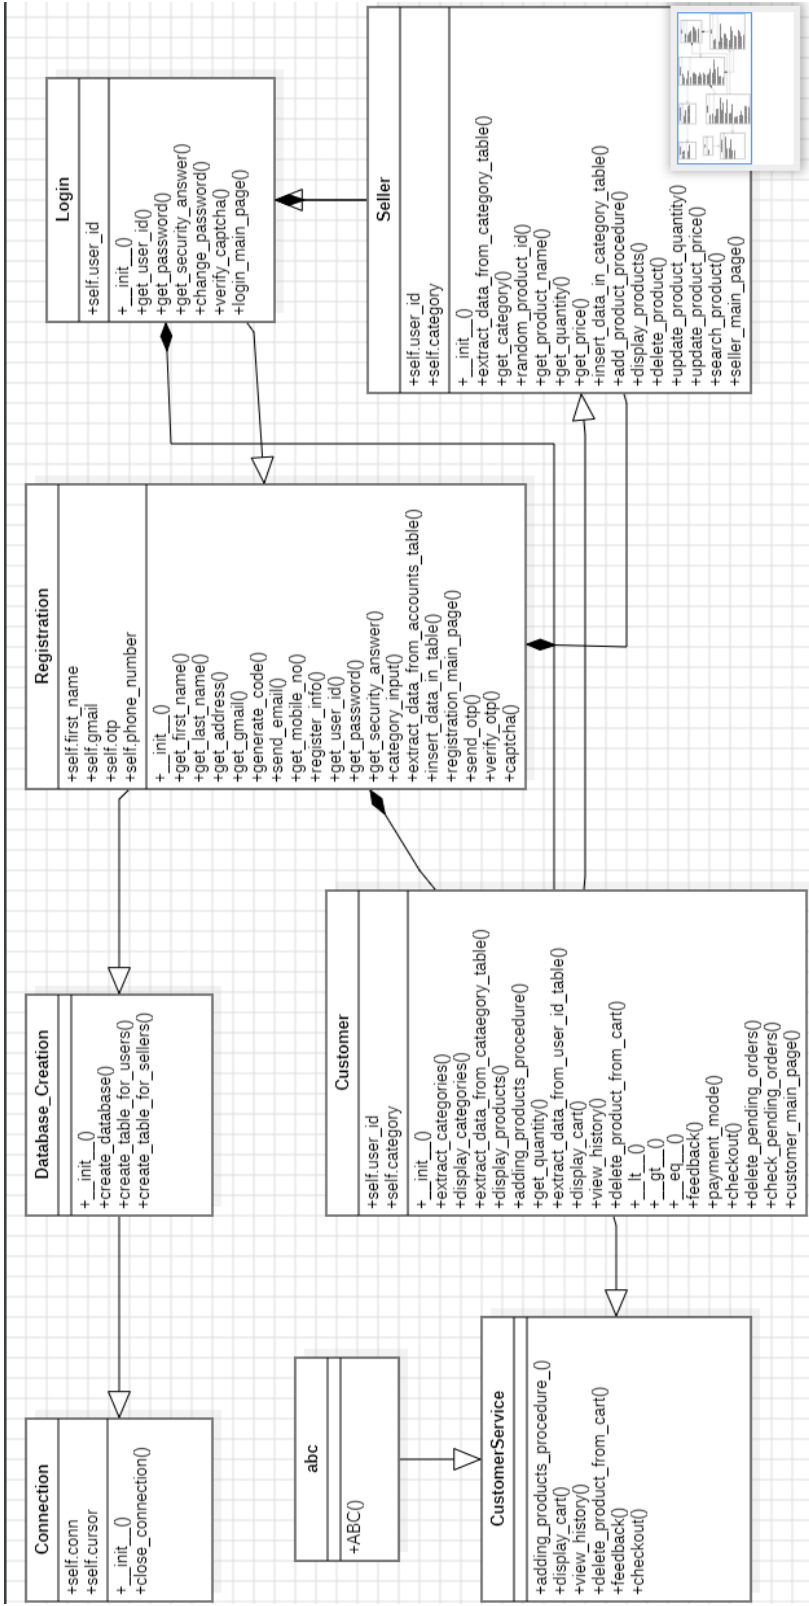 Connection
+self.conn
+self.cursor
+__init__()
+close_connection()
Database_Creation
+__init__()
+create_database()
+create_table_for_users()
+create_table_for_sellers()
Registration
+self.first_name
+self.gmail
+self.otp
+self.phone_number
+__init__()
+get_first_name()
+get_last_name()
+get_address()
+get_gmail()
+generate_code()
+send_email()
+get_mobile_no()
+register_info()
+get_user_id()
+get_password()
+get_security_answer()
+category_input()
+extract_data_from_accounts_table()
+insert_data_in_table()
+registration_main_page()
+send_otp()
+verify_otp()
+captcha()
Login
+self.user_id
+__init__()
+get_user_id()
+get_password()
+get_security_answer()
+change_password()
+verify_captcha()
+login_main_page()
abc
+ABC()
CustomerService
+adding_products_procedure_()
+display_cart()
+view_history()
+delete_product_from_cart()
+feedback()
+checkout()
Customer
+self.user_id
+self.category
+__init__()
+extract_categories()
+display_categories()
+extract_data_from_cataegory_table()
+display_products()
+adding_products_procedure()
+get_quantity()
+extract_data_from_user_id_table()
+display_cart()
+view_history()
+delete_product_from_cart()
+__lt__()
+__gt__()
+__eq__()
+feedback()
+payment_mode()
+checkout()
+delete_pending_orders()
+check_pending_orders()
+customer_main_page()
Seller
+self.user_id
+self.category
+__init__()
+extract_data_from_category_table()
+get_category()
+random_product_id()
+get_product_name()
+get_quantity()
+get_price()
+insert_data_in_category_table()
+add_product_procedure()
+display_products()
+delete_product()
+update_product_quantity()
+update_product_price()
+search_product()
+seller_main_page()